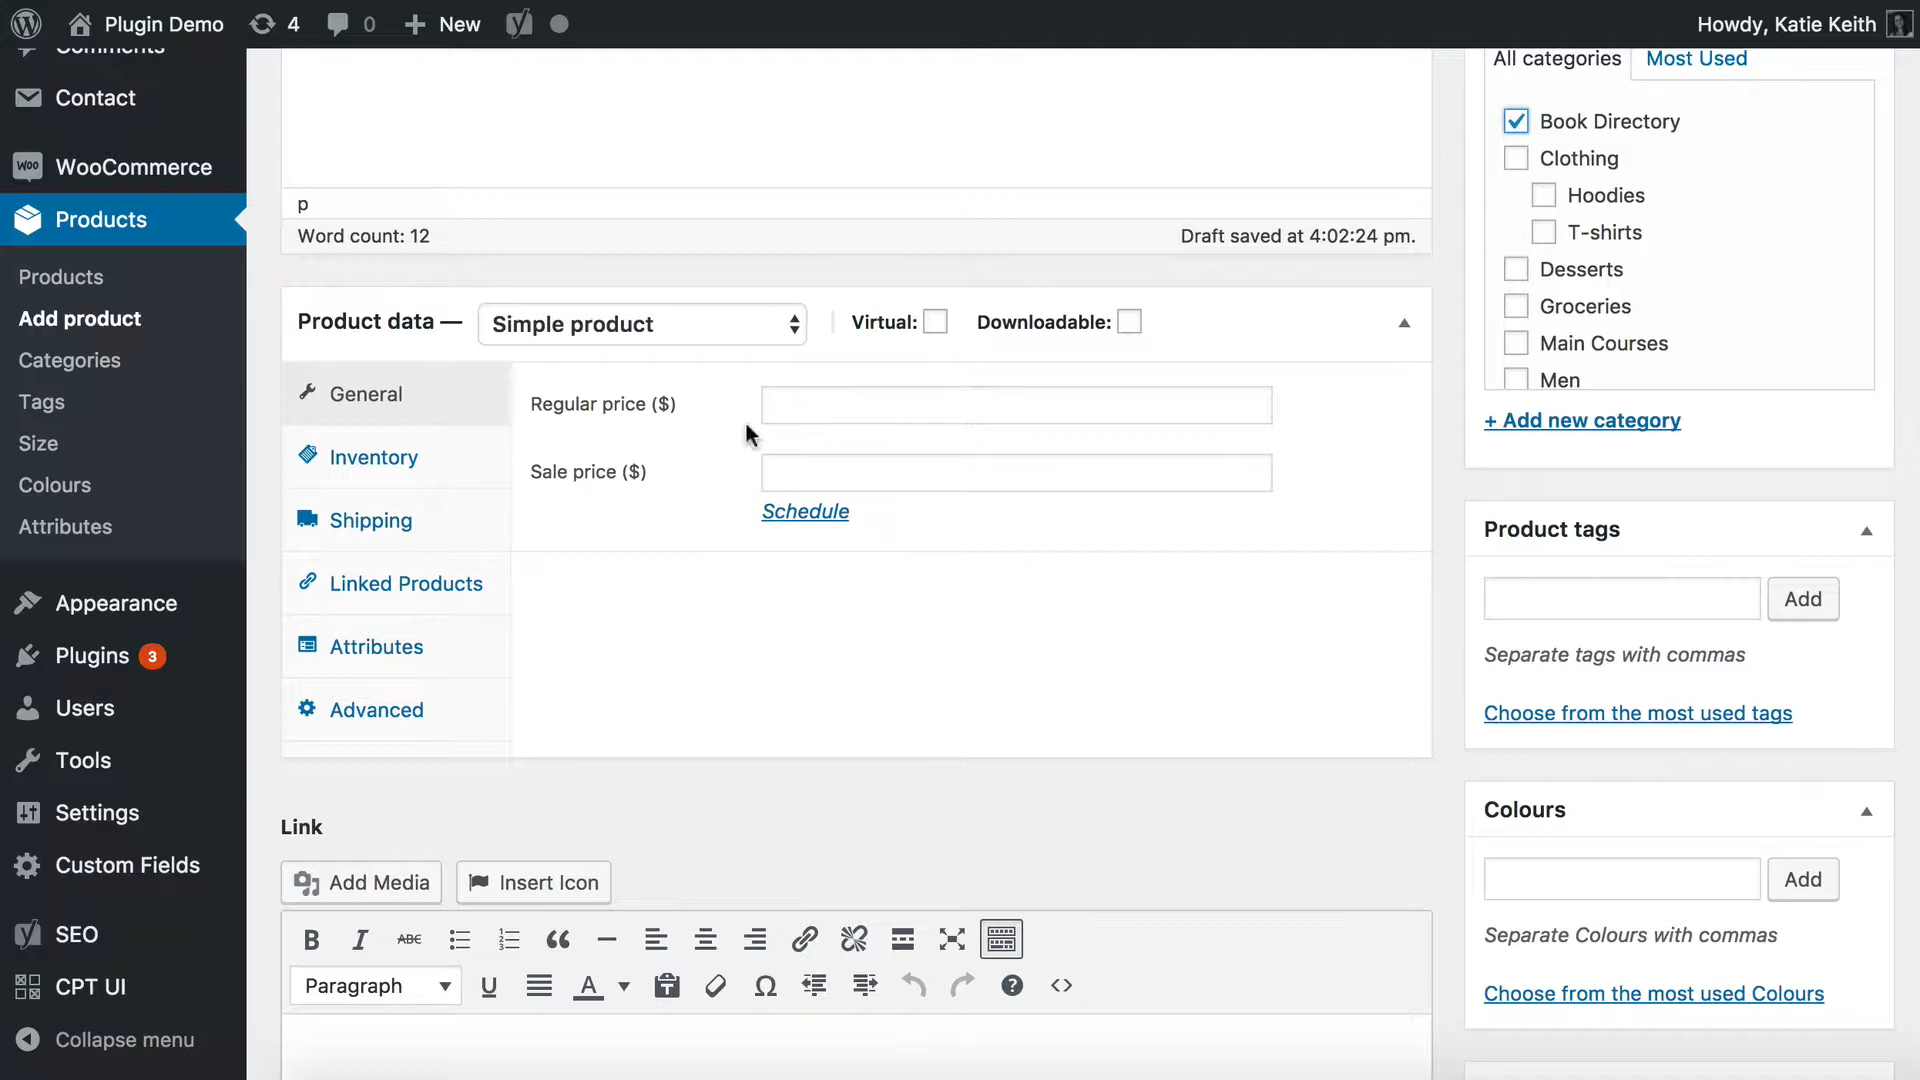 Plugin Demo 4 0 + New Howdy, Katie Keith
Comments
Contact
Woo WooCommerce
Products
Products
Add product
Categories
Tags
Size
Colours
Attributes
Appearance
Plugins 3
Users
Tools
Settings
Custom Fields
SEO
CPT UI
Collapse menu
p
Word count: 12 Draft saved at 4:02:24 pm.
Product data — Simple product Virtual: Downloadable:
General
Inventory
Shipping
Linked Products
Attributes
Advanced
Regular price ($)
Sale price ($)
Schedule
Link
Add Media Insert Icon
B I ABC
Paragraph U A Ω ? <>
All categories Most Used
Book Directory
Clothing
Hoodies
T-shirts
Desserts
Groceries
Main Courses
Men
+ Add new category
Product tags
Add
Separate tags with commas
Choose from the most used tags
Colours
Add
Separate Colours with commas
Choose from the most used Colours